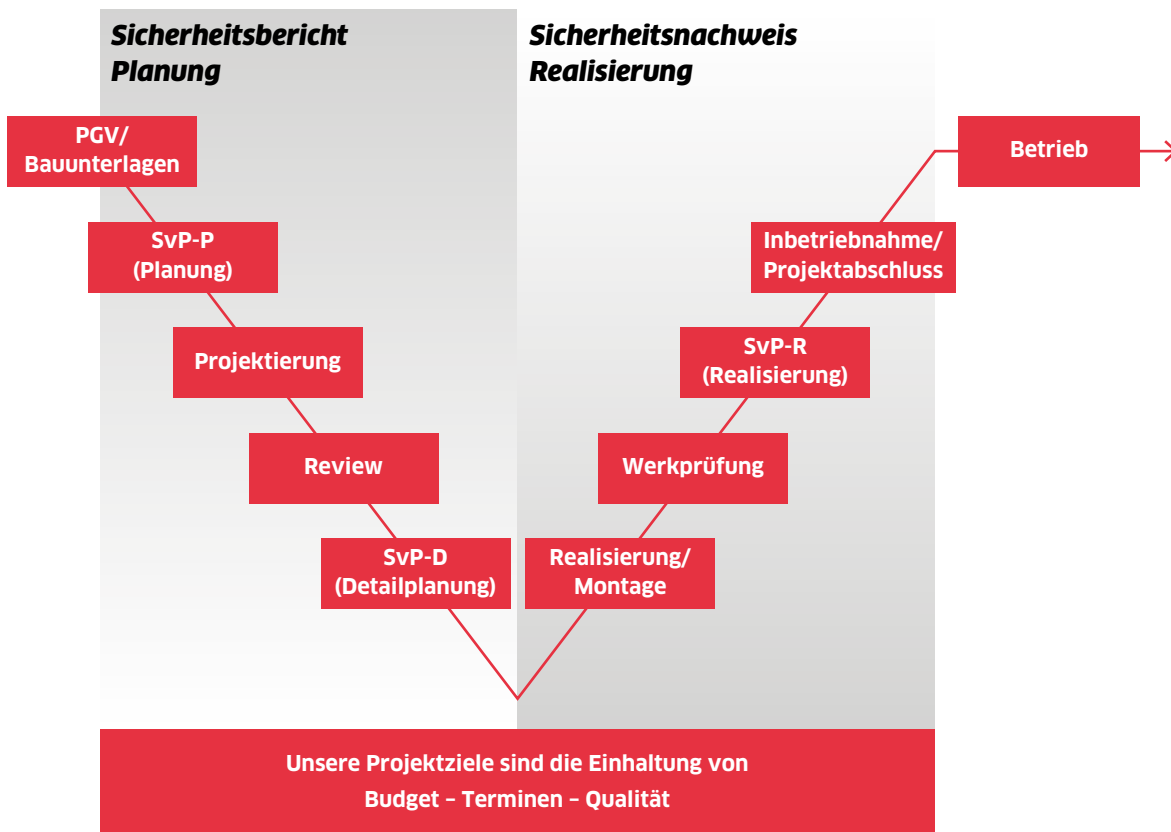 Sicherheitsbericht
Planung
Sicherheitsnachweis
Realisierung
PGV/
Bauunterlagen
SvP-P
(Planung)
Projektierung
Review
SvP-D
(Detailplanung)
Realisierung/
Montage
Werkprüfung
SvP-R
(Realisierung)
Inbetriebnahme/
Projektabschluss
Betrieb
Unsere Projektziele sind die Einhaltung von
Budget – Terminen – Qualität